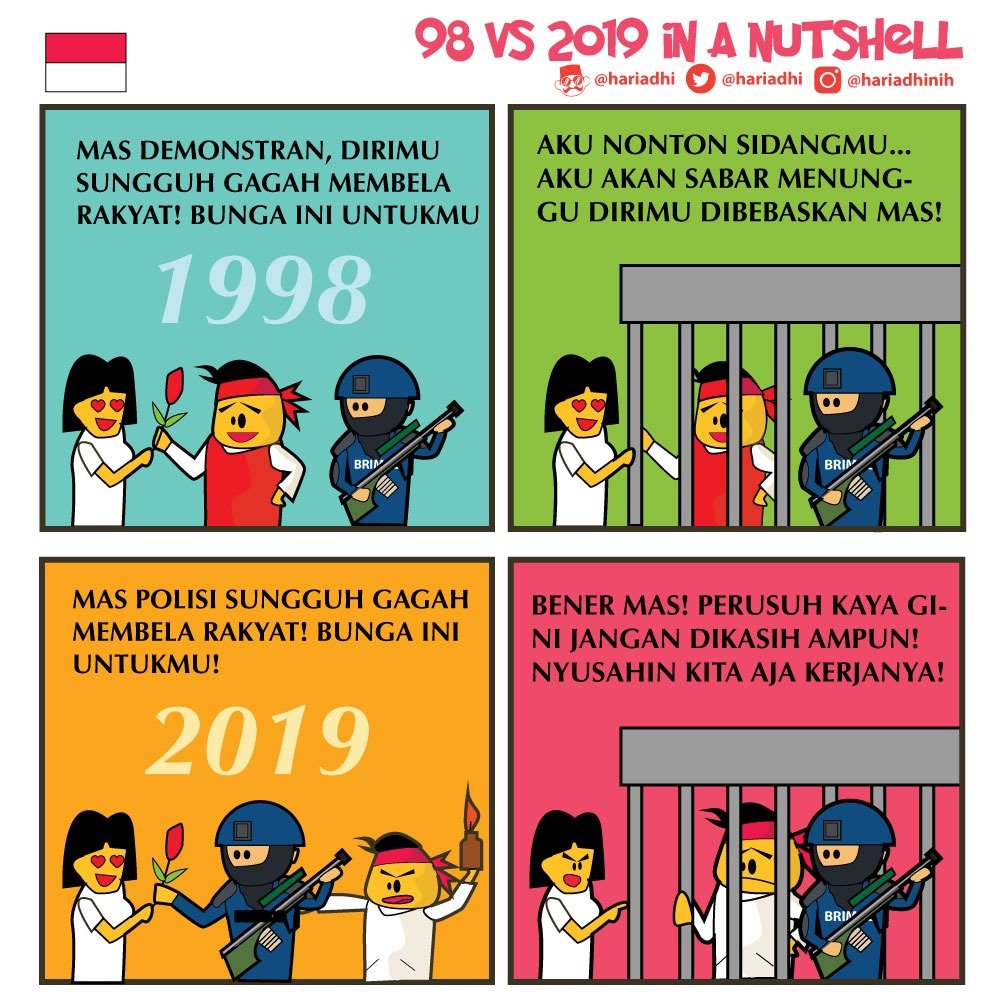 98 VS 2019 iN A NUTSHELL
@hariadhi @hariadhi @hariadhinih
MAS DEMONSTRAN, DIRIMU
SUNGGUH GAGAH MEMBELA
RAKYAT! BUNGA INI UNTUKMU
1998
BRIM
AKU NONTON SIDANGMU...
AKU AKAN SABAR MENUNG-
GU DIRIMU DIBEBASKAN MAS!
BRIM
MAS POLISI SUNGGUH GAGAH
MEMBELA RAKYAT! BUNGA INI
UNTUKMU!
2019
BENER MAS! PERUSUH KAYA GI-
NI JANGAN DIKASIH AMPUN!
NYUSAHIN KITA AJA KERJANYA!
BRIM